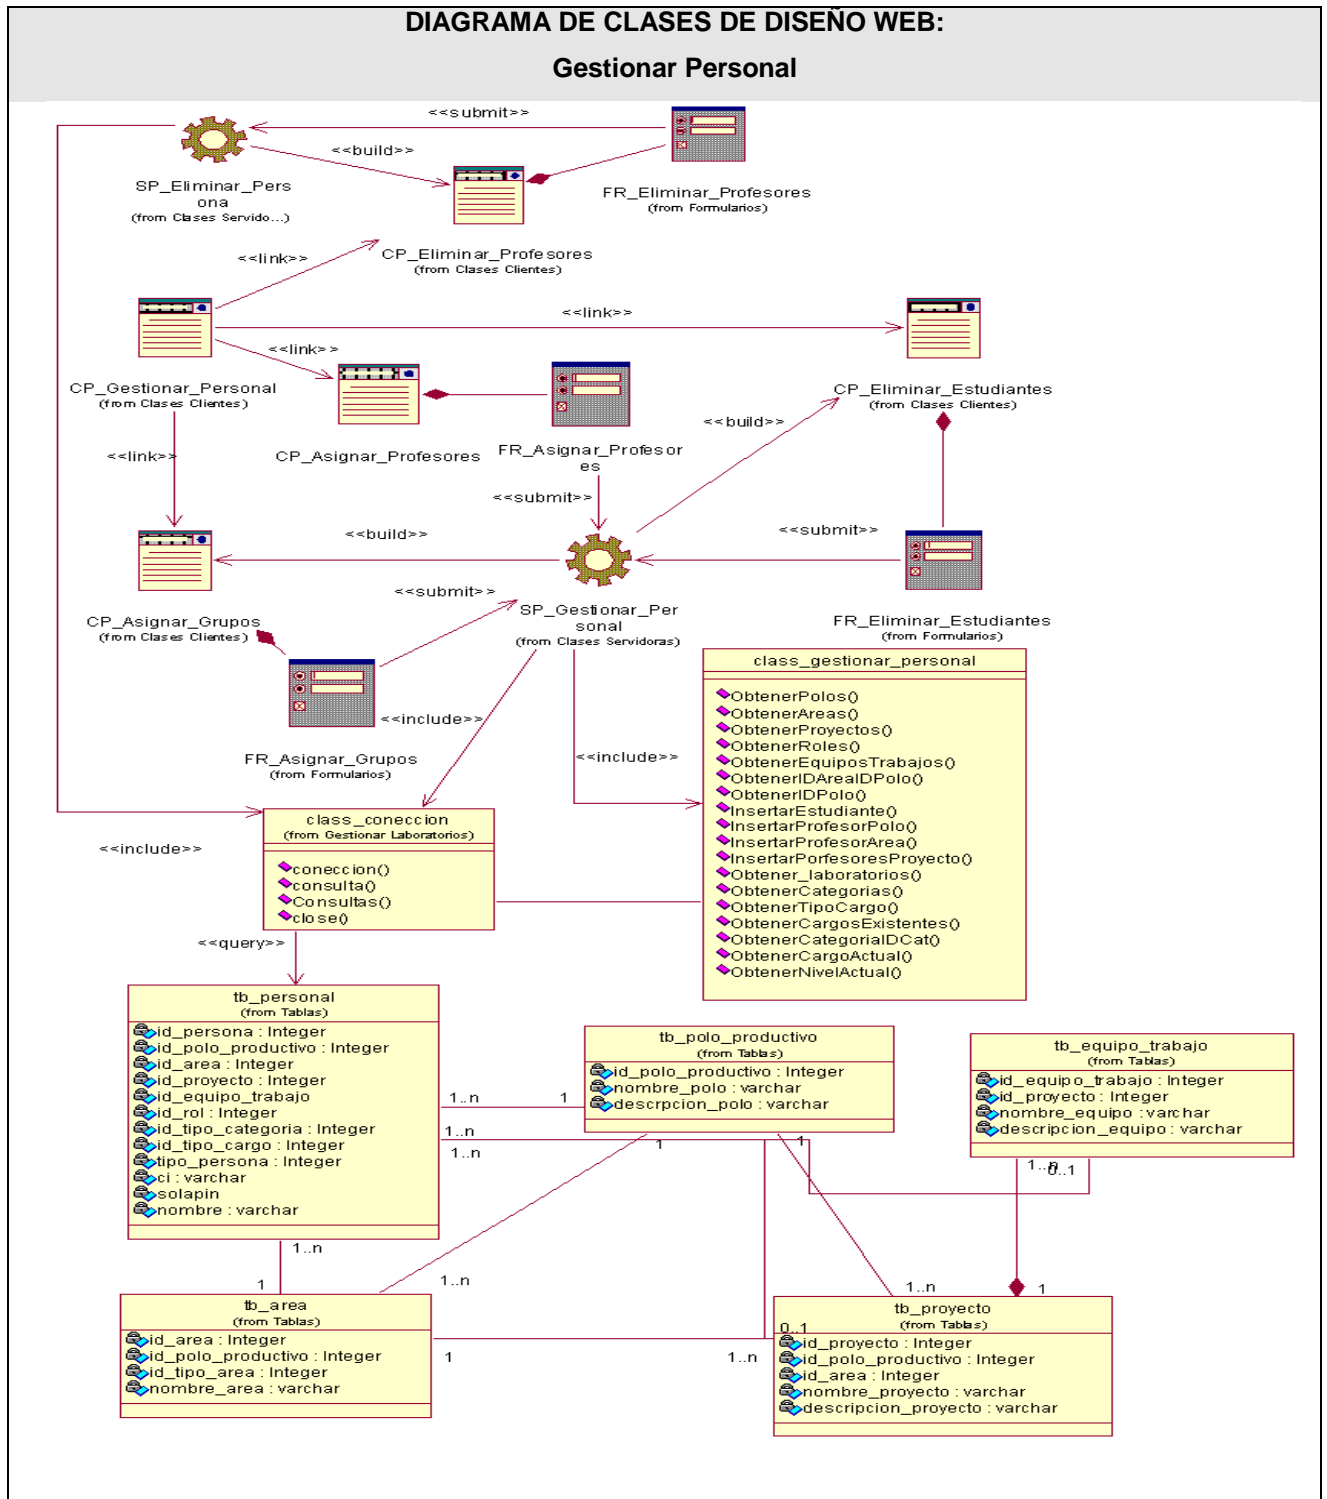 DIAGRAMA DE CLASES DE DISEÑO WEB:
Gestionar Personal
<<submit>>
<<build>>
SP_Eliminar_Pers
ona
(from Clases Servido...)
FR_Eliminar_Profesores
(from Formularios)
CP_Eliminar_Profesores
(from Clases Clientes)
<<link>>
<<link>>
<<link>>
CP_Gestionar_Personal
(from Clases Clientes)
CP_Eliminar_Estudiantes
(from Clases Clientes)
<<build>>
<<link>>
CP_Asignar_Profesores
FR_Asignar_Profesor
es
<<submit>>
<<build>>
<<submit>>
<<submit>>
CP_Asignar_Grupos
(from Clases Clientes)
SP_Gestionar_Per
sonal
(from Clases Servidoras)
FR_Eliminar_Estudiantes
(from Formularios)
<<include>>
FR_Asignar_Grupos
(from Formularios)
<<include>>
class_gestionar_personal
ObtenerPolos()
ObtenerAreas()
ObtenerProyectos()
ObtenerRoles()
ObtenerEquiposTrabajos()
ObtenerIDAreaIDPolo()
ObtenerIDPolo()
InsertarEstudiante()
InsertarProfesorPolo()
InsertarProfesorArea()
InsertarPorfesoresProyecto()
Obtener_laboratorios()
ObtenerCategorias()
ObtenerTipoCargo()
ObtenerCargosExistentes()
ObtenerCategoriaIDCat()
ObtenerCargoActual()
ObtenerNivelActual()
class_coneccion
(from Gestionar Laboratorios)
coneccion()
consulta()
Consultas()
close()
<<include>>
<<query>>
tb_personal
(from Tablas)
id_persona : Integer
id_polo_productivo : Integer
id_area : Integer
id_proyecto : Integer
id_equipo_trabajo
id_rol : Integer
id_tipo_categoria : Integer
id_tipo_cargo : Integer
tipo_persona : Integer
ci : varchar
solapin
nombre : varchar
tb_polo_productivo
(from Tablas)
id_polo_productivo : Integer
nombre_polo : varchar
descrpcion_polo : varchar
tb_equipo_trabajo
(from Tablas)
id_equipo_trabajo : Integer
id_proyecto : Integer
nombre_equipo : varchar
descripcion_equipo : varchar
1..n
1
1..n
1..n
1
1
1..n
0..1
1..n
1
1..n
1..n
1
tb_area
(from Tablas)
id_area : Integer
id_polo_productivo : Integer
id_tipo_area : Integer
nombre_area : varchar
1
1..n
0..1
tb_proyecto
(from Tablas)
id_proyecto : Integer
id_polo_productivo : Integer
id_area : Integer
nombre_proyecto : varchar
descripcion_proyecto : varchar